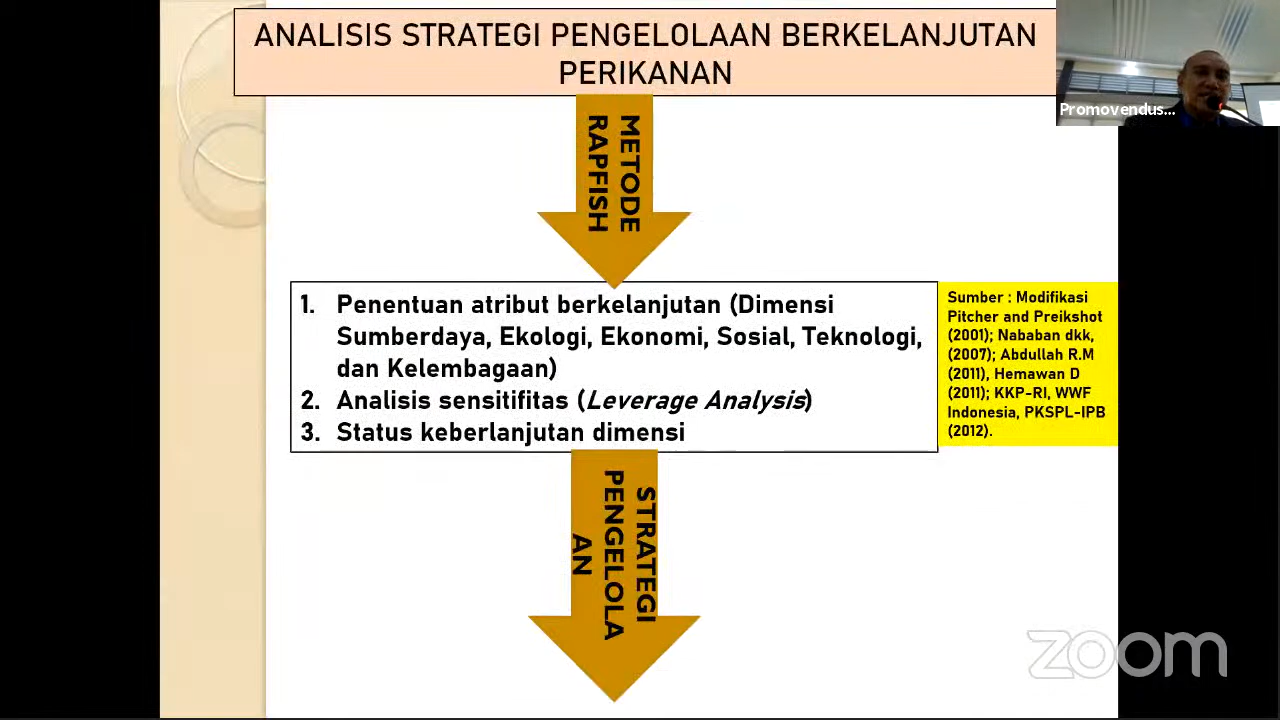 ANALISIS STRATEGI PENGELOLAAN BERKELANJUTAN
PERIKANAN
Promovendus...
METODE
RAPFISH
1. Penentuan atribut berkelanjutan (Dimensi
Sumberdaya, Ekologi, Ekonomi, Sosial, Teknologi,
dan Kelembagaan)
2. Analisis sensitifitas (Leverage Analysis)
3. Status keberlanjutan dimensi
Sumber : Modifikasi
Pitcher and Preikshot
(2001); Nababan dkk,
(2007); Abdullah R.M
(2011), Hemawan D
(2011); KKP-RI, WWF
Indonesia, PKSPL-IPB
(2012).
STRATEGI
PENGELOLA
AN
zoom